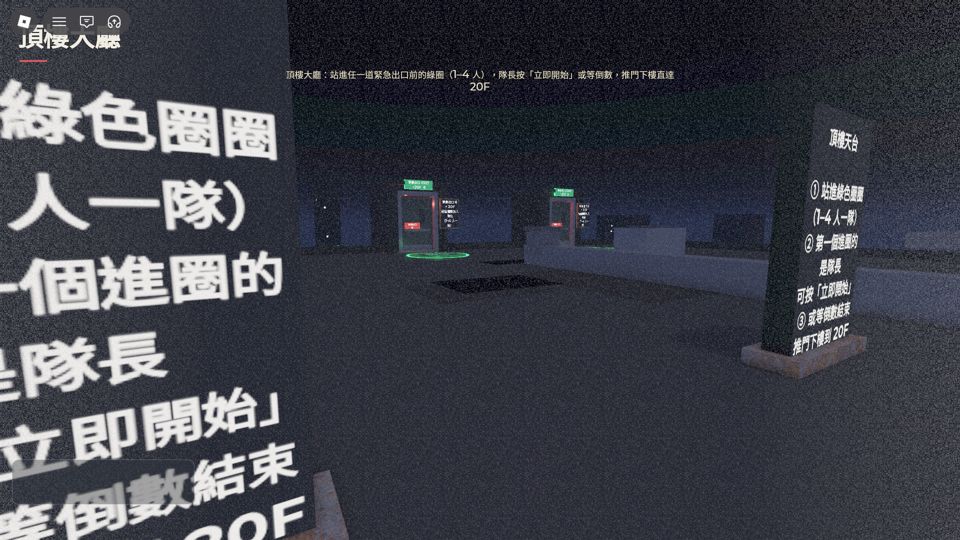 頂樓大廳
頂樓大廳：站進任一道緊急出口前的綠圈（1–4 人），隊長按「立即開始」或等倒數，推門下樓直達
20F
綠色圈圈
人一隊）
一個進圈的
是隊長
立即開始」
等倒數結束
20F
頂樓天台
① 站進綠色圈圈
（1–4 人一隊）
② 第一個進圈的
是隊長
可按「立即開始」
③ 或等倒數結束
推門下樓到 20F